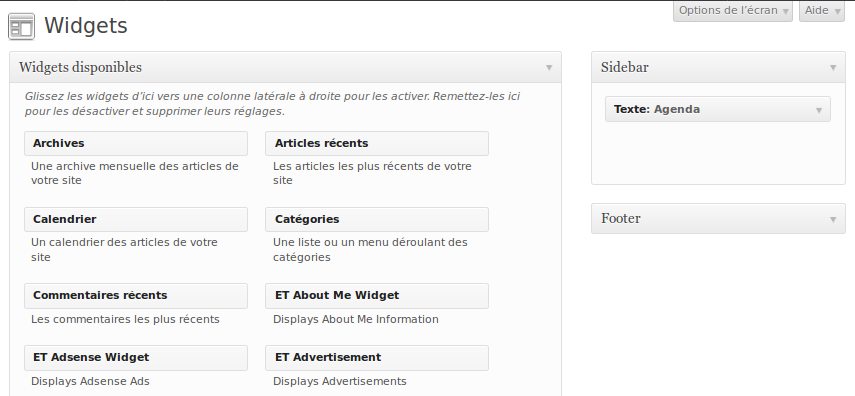 Options de l'écran
Aide
Widgets
Widgets disponibles
Glissez les widgets d'ici vers une colonne latérale à droite pour les activer. Remettez-les ici
pour les désactiver et supprimer leurs réglages.
Archives
Une archive mensuelle des articles de
votre site
Articles récents
Les articles les plus récents de votre
site
Calendrier
Un calendrier des articles de votre
site
Catégories
Une liste ou un menu déroulant des
catégories
Commentaires récents
Les commentaires les plus récents
ET About Me Widget
Displays About Me Information
ET Adsense Widget
Displays Adsense Ads
ET Advertisement
Displays Advertisements
Sidebar
Texte: Agenda
Footer